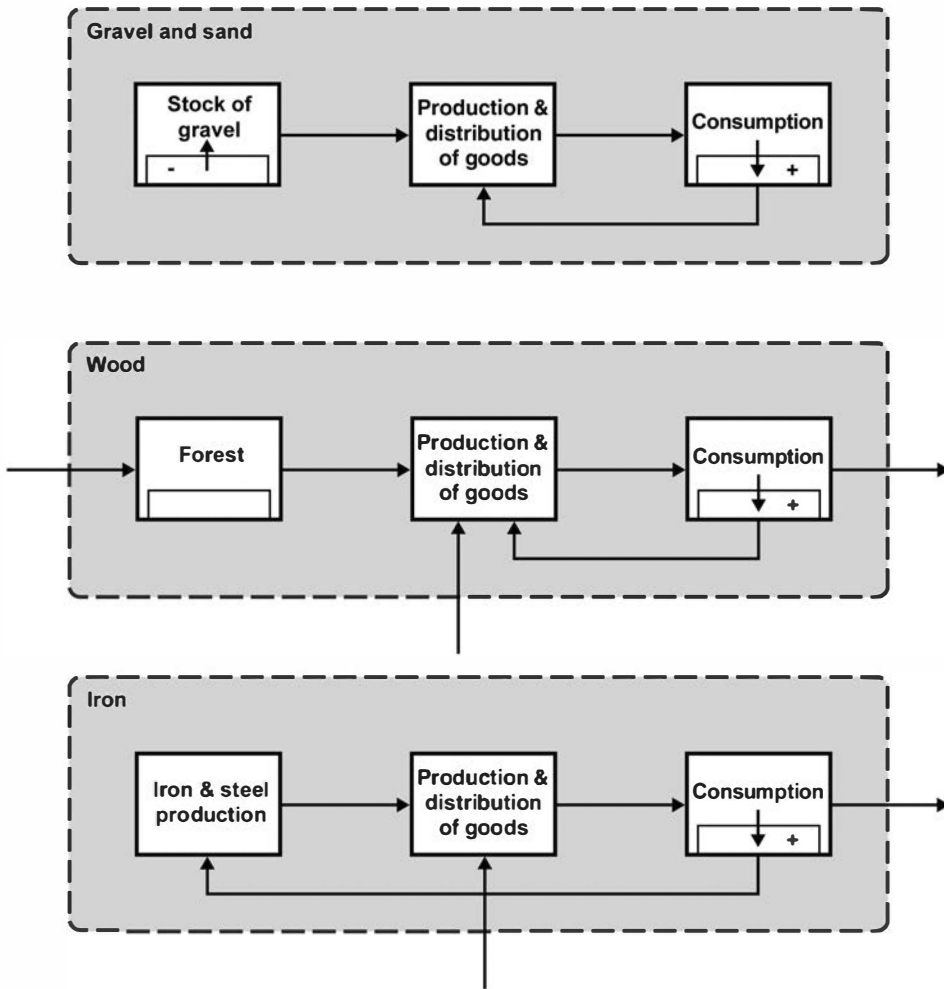 Gravel and sand
Stock of
gravel
-
Production &
distribution
of goods
Consumption
+
Wood
Forest
Production &
distribution
of goods
Consumption
+
Iron
Iron & steel
production
Production &
distribution
of goods
Consumption
+